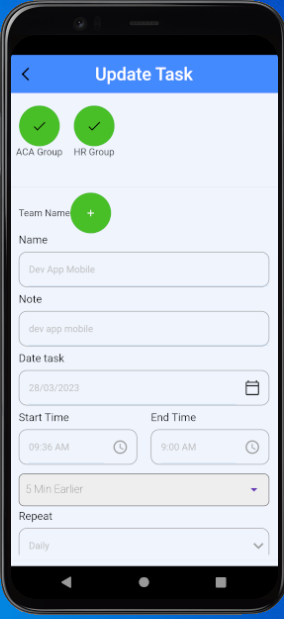 Update Task
ACA Group HR Group
Team Name +
Name
Dev App Mobile
Note
dev app mobile
Date task
28/03/2023
Start Time End Time
09:36 AM 9:00 AM
5 Min Earlier
Repeat
Daily